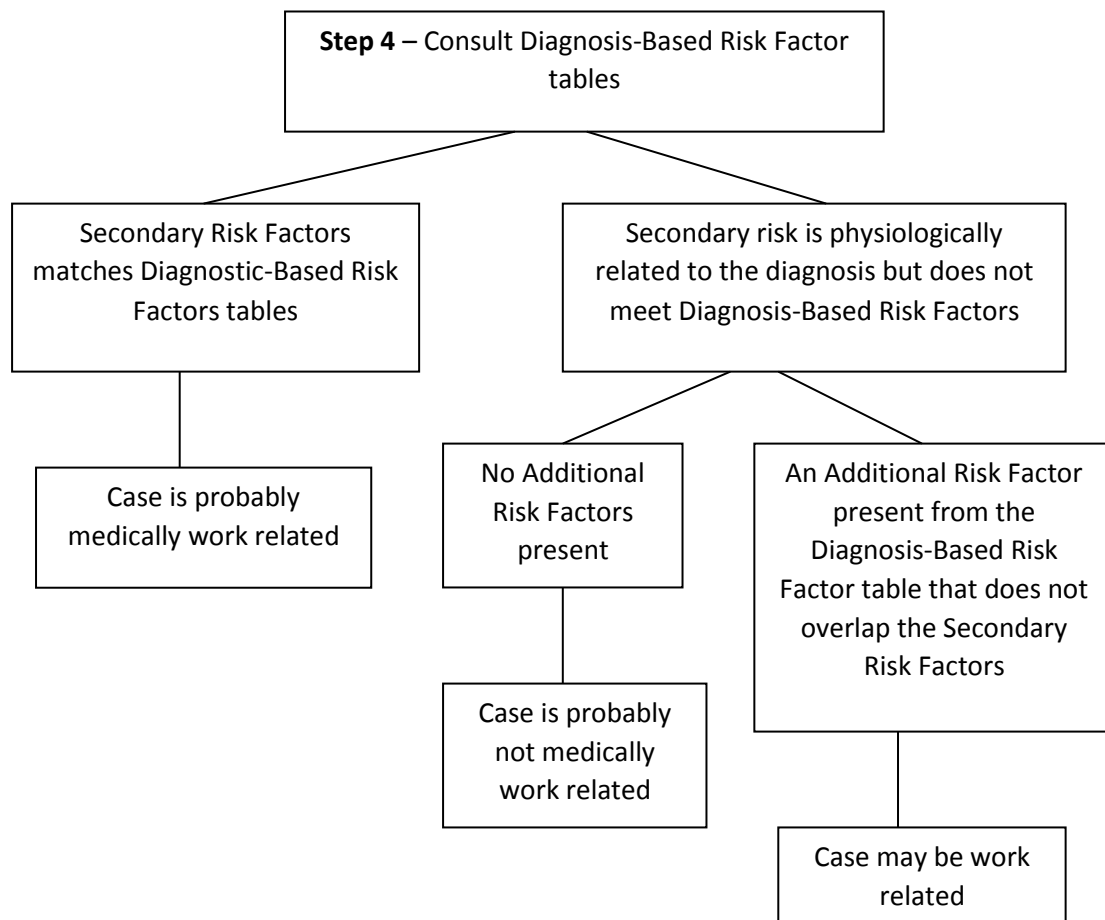 Step 4 – Consult Diagnosis-Based Risk Factor
tables
Secondary Risk Factors
matches Diagnostic-Based Risk
Factors tables
Secondary risk is physiologically
related to the diagnosis but does not
meet Diagnosis-Based Risk Factors
Case is probably
medically work related
No Additional
Risk Factors
present
An Additional Risk Factor
present from the
Diagnosis-Based Risk
Factor table that does not
overlap the Secondary
Risk Factors
Case is probably
not medically
work related
Case may be work
related